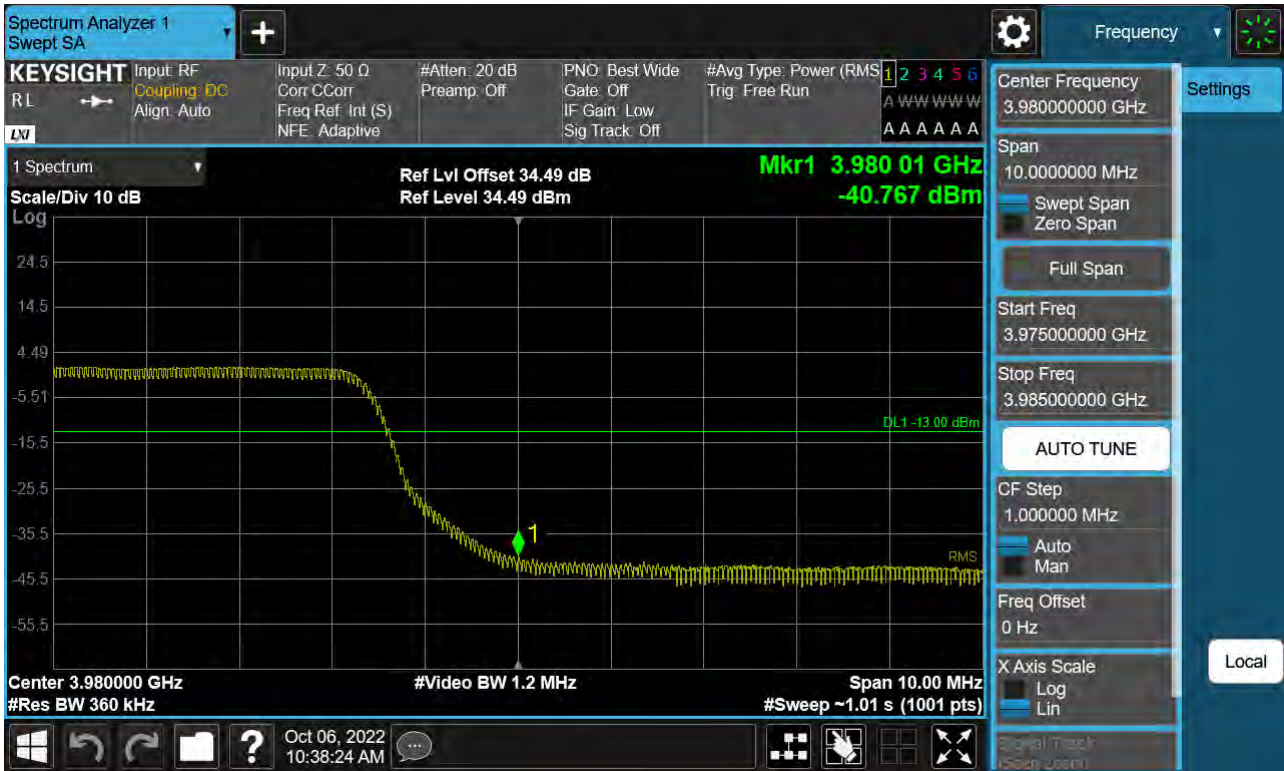 Spectrum Analyzer 1
Swept SA
+
Frequency
KEYSIGHT
RL
LXI
Input: RF
Coupling: DC
Align: Auto
Input Z: 50 Ω
Corr CCorr
Freq Ref: Int (S)
NFE: Adaptive
#Atten: 20 dB
Preamp: Off
PNO: Best Wide
Gate: Off
IF Gain: Low
Sig Track: Off
#Avg Type: Power (RMS
Trig: Free Run
1 2 3 4 5 6
A W W W W W
A A A A A A
1 Spectrum
Scale/Div 10 dB
Log
Ref Lvl Offset 34.49 dB
Ref Level 34.49 dBm
Mkr1 3.980 01 GHz
-40.767 dBm
24.5
14.5
4.49
-5.51
-15.5
-25.5
-35.5
-45.5
-55.5
DL1 -13.00 dBm
1
RMS
Center 3.980000 GHz
#Res BW 360 kHz
#Video BW 1.2 MHz
Span 10.00 MHz
#Sweep ~1.01 s (1001 pts)
Center Frequency
3.980000000 GHz
Settings
Span
10.0000000 MHz
Swept Span
Zero Span
Full Span
Start Freq
3.975000000 GHz
Stop Freq
3.985000000 GHz
AUTO TUNE
CF Step
1.000000 MHz
Auto
Man
Freq Offset
0 Hz
X Axis Scale
Log
Lin
Local
Signal Track
(Span Zoom)
?
Oct 06, 2022
10:38:24 AM